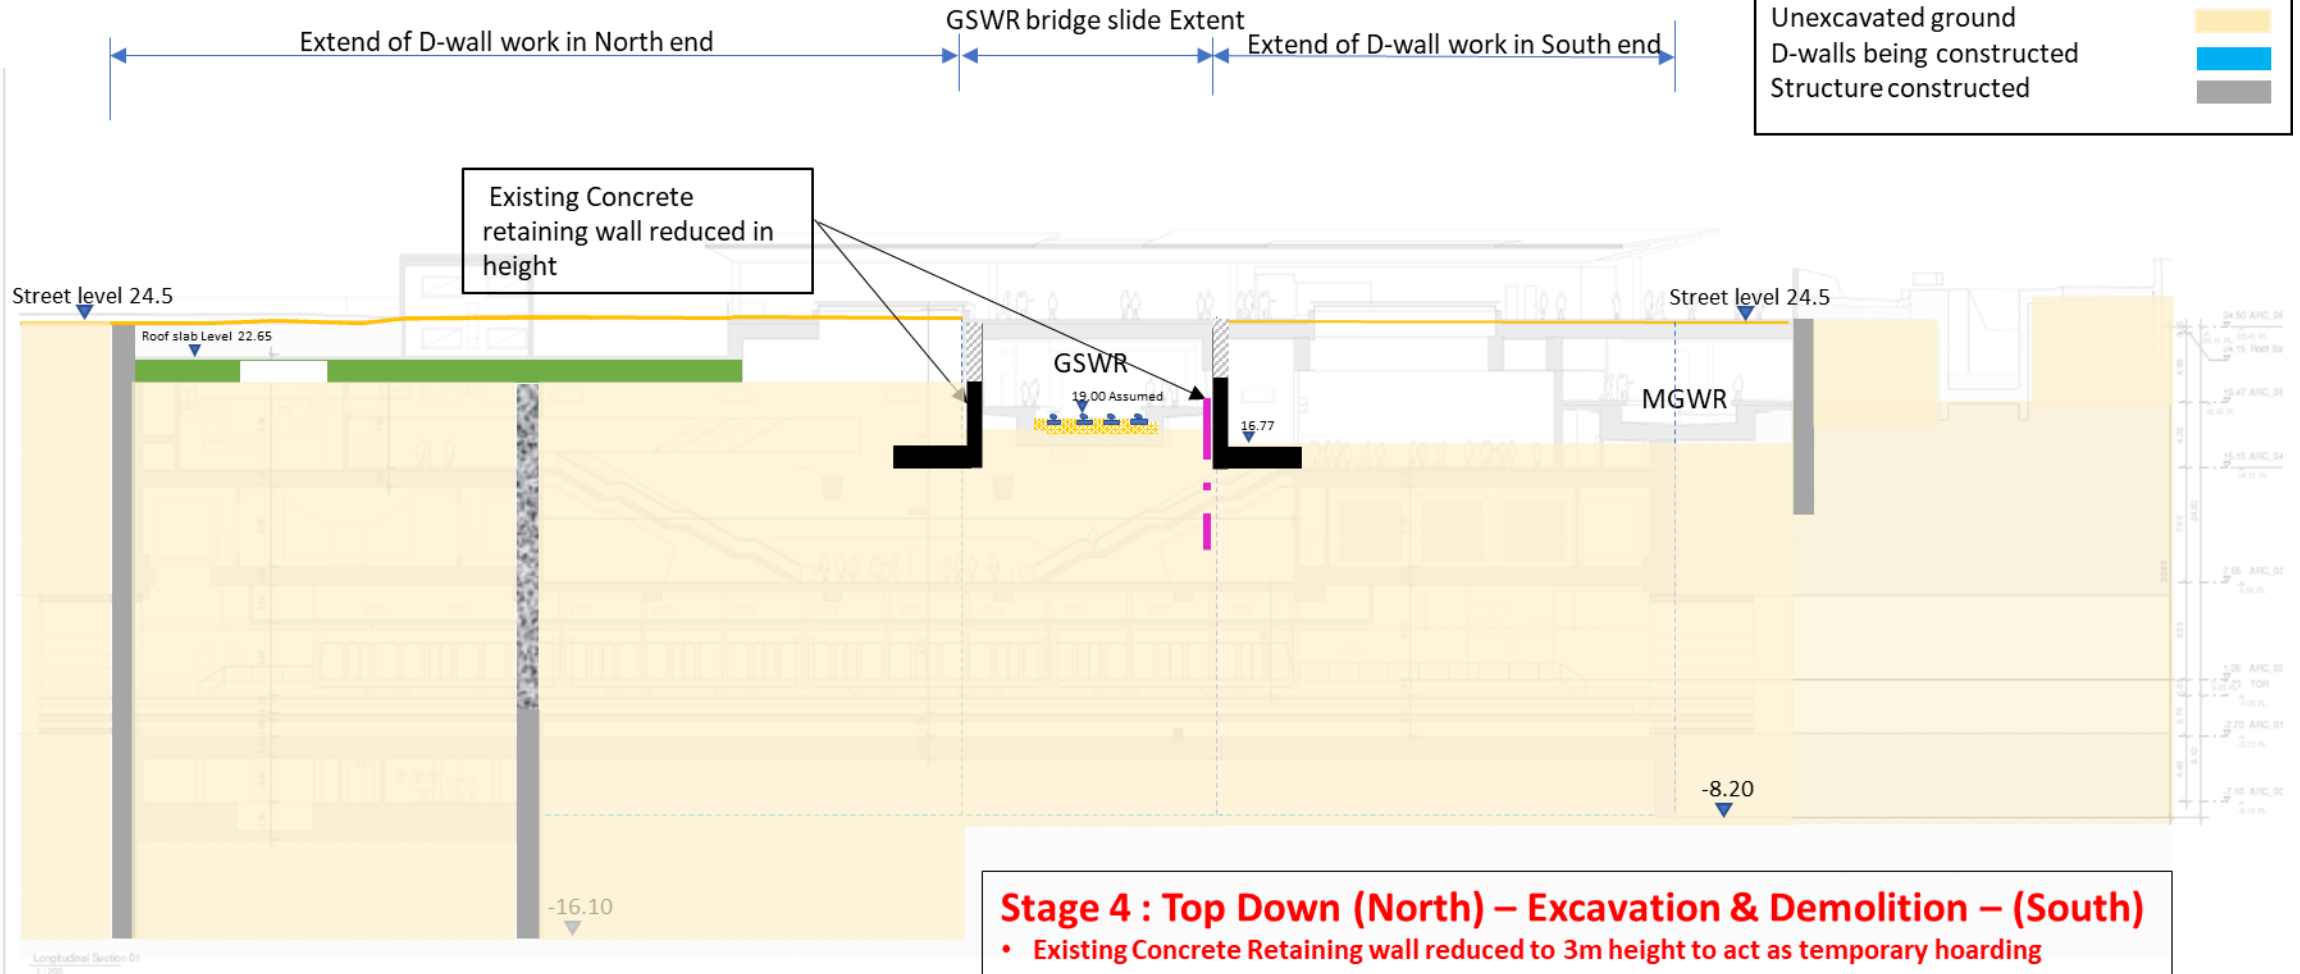 GSWR bridge slide Extent
Extend of D-wall work in North end
Extend of D-wall work in South end
Unexcavated ground
D-walls being constructed
Structure constructed
Existing Concrete
retaining wall reduced in
height
Street level 24.5
Street level 24.5
Roof slab Level 22.65
GSWR
19.00 Assumed
MGWR
16.77
-8.20
-16.10
Stage 4 : Top Down (North) – Excavation & Demolition – (South)
• Existing Concrete Retaining wall reduced to 3m height to act as temporary hoarding
Longitudinal Section 01